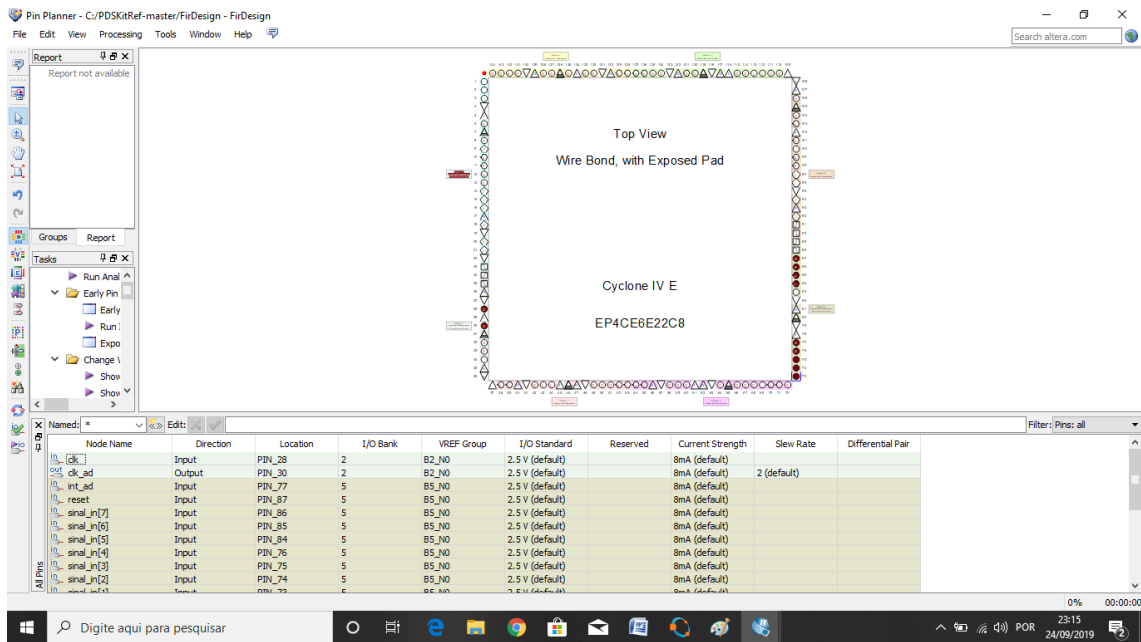 Pin Planner - C:/PDSKitRef-master/FirDesign - FirDesign
File Edit View Processing Tools Window Help
Search altera.com
Report
Report not available
Groups Report
Tasks
Run Anal
Early Pin
Early
Run
Expo
Change
Show
Show
Top View
Wire Bond, with Exposed Pad
Cyclone IV E
EP4CE6E22C8
Named: * Edit: Filter: Pins: all
Node Name Direction Location I/O Bank VREF Group I/O Standard Reserved Current Strength Slew Rate Differential Pair
clk Input PIN_28 2 B2_N0 2.5 V (default) 8mA (default)
clk_ad Output PIN_30 2 B2_N0 2.5 V (default) 8mA (default) 2 (default)
int_ad Input PIN_77 5 B5_N0 2.5 V (default) 8mA (default)
reset Input PIN_87 5 B5_N0 2.5 V (default) 8mA (default)
sinal_in[7] Input PIN_86 5 B5_N0 2.5 V (default) 8mA (default)
sinal_in[6] Input PIN_85 5 B5_N0 2.5 V (default) 8mA (default)
sinal_in[5] Input PIN_84 5 B5_N0 2.5 V (default) 8mA (default)
sinal_in[4] Input PIN_76 5 B5_N0 2.5 V (default) 8mA (default)
sinal_in[3] Input PIN_75 5 B5_N0 2.5 V (default) 8mA (default)
sinal_in[2] Input PIN_74 5 B5_N0 2.5 V (default) 8mA (default)
All Pins
0% 00:00:00
Digite aqui para pesquisar
POR
23:15
24/09/2019